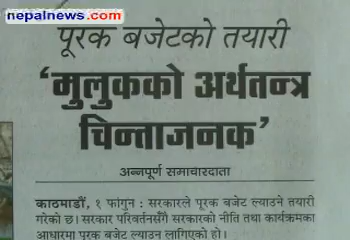 nepalnews.com
पूरक बजेटको तयारी
‘मुलुकको अर्थतन्त्र
चिन्ताजनक’
अन्नपूर्ण समाचारदाता
काठमाडौं, १ फागुन : सरकारले पूरक बजेट ल्याउने तयारी
गरेको छ। सरकार परिवर्तनसँगै सरकारको नीति तथा कार्यक्रमका
आधारमा पूरक बजेट ल्याउन लागिएको हो।